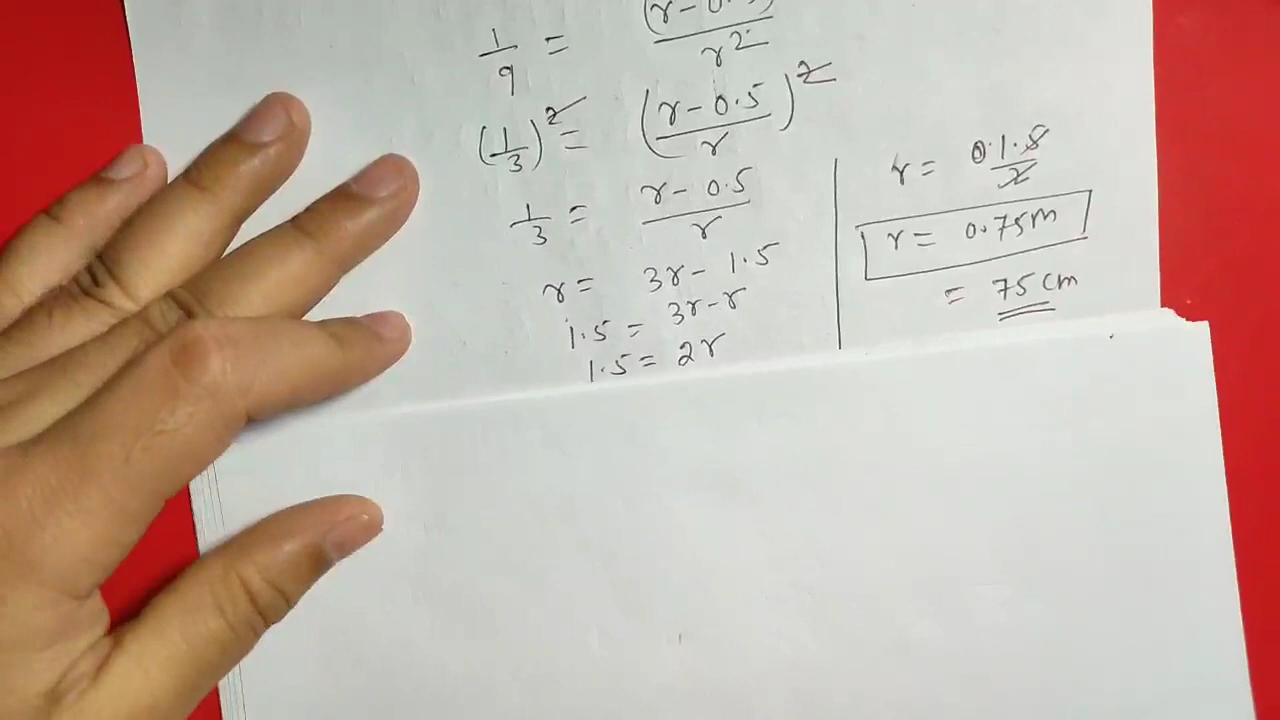 1/9 = (r - 0.5)² / r²
(1/3)² = ((r - 0.5)/r)²
1/3 = (r - 0.5)/r
r = 3r - 1.5
1.5 = 3r - r
1.5 = 2r
r = 0.1.5/2
r = 0.75m
= 75 cm